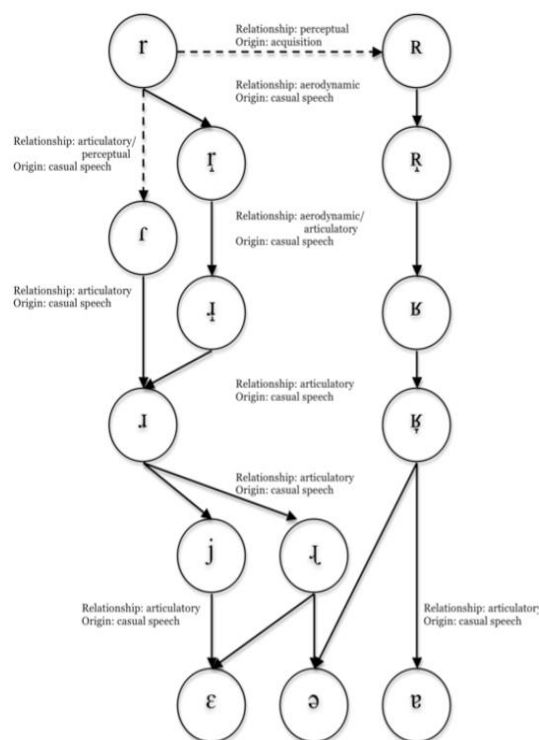 r
Relationship: perceptual
Origin: acquisition
ʀ
Relationship: aerodynamic
Origin: casual speech
Relationship: articulatory/
perceptual
Origin: casual speech
r̝
ʀ̝
ɾ
Relationship: aerodynamic/
articulatory
Origin: casual speech
Relationship: articulatory
Origin: casual speech
ɹ̝
ʁ
Relationship: articulatory
Origin: casual speech
ɹ
ʁ̞
Relationship: articulatory
Origin: casual speech
j
ɻ
Relationship: articulatory
Origin: casual speech
Relationship: articulatory
Origin: casual speech
ɛ
ə
ɐ